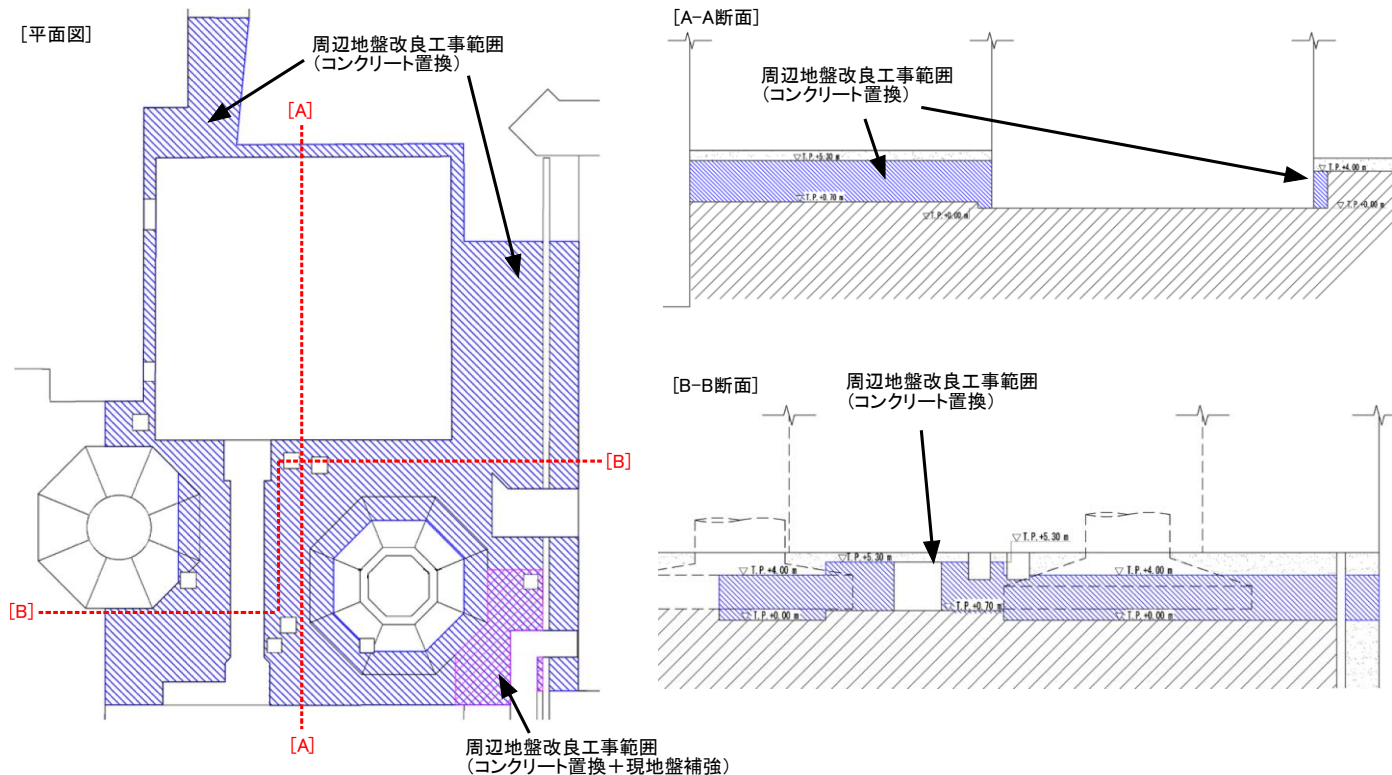 [平面図]
周辺地盤改良工事範囲
(コンクリート置換)
[A]
[B]
[B]
[A]
周辺地盤改良工事範囲
(コンクリート置換+現地盤補強)
[A-A断面]
周辺地盤改良工事範囲
(コンクリート置換)
▽T.P.+5.30 m
▽T.P.+4.00 m
▽T.P.+0.70 m
▽T.P.+0.00 m
▽T.P.+0.00 m
[B-B断面]
周辺地盤改良工事範囲
(コンクリート置換)
▽T.P.+5.30 m
▽T.P.+5.30 m
▽T.P.+4.00 m
▽T.P.+4.00 m
▽T.P.+0.70 m
▽T.P.+0.00 m
▽T.P.+0.00 m